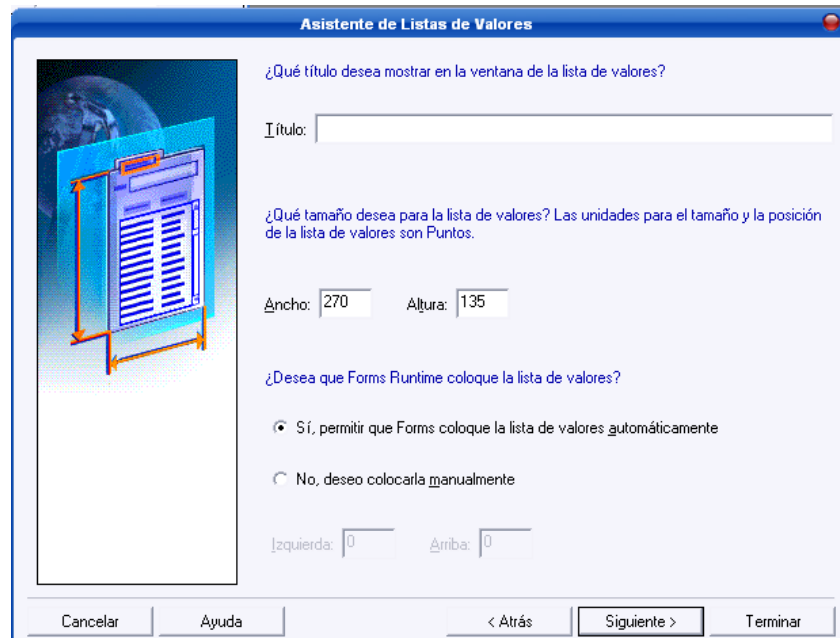 Asistente de Listas de Valores
¿Qué título desea mostrar en la ventana de la lista de valores?
Título:
¿Qué tamaño desea para la lista de valores? Las unidades para el tamaño y la posición
de la lista de valores son Puntos.
Ancho: 270 Altura: 135
¿Desea que Forms Runtime coloque la lista de valores?
Sí, permitir que Forms coloque la lista de valores automáticamente
No, deseo colocarla manualmente
Izquierda: 0 Arriba: 0
Cancelar Ayuda < Atrás Siguiente > Terminar